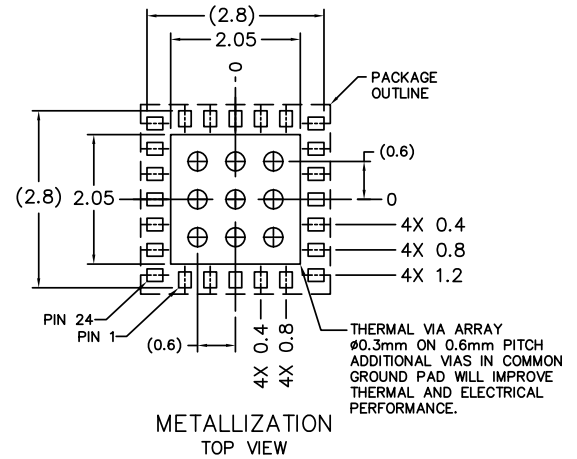 (2.8)
2.05
0
PACKAGE
OUTLINE
(0.6)
(2.8) 2.05
0
4X 0.4
4X 0.8
4X 1.2
PIN 24
PIN 1
(0.6)
4X 0.4
4X 0.8
THERMAL VIA ARRAY
ø0.3mm ON 0.6mm PITCH
ADDITIONAL VIAS IN COMMON
GROUND PAD WILL IMPROVE
THERMAL AND ELECTRICAL
PERFORMANCE.
METALLIZATION
TOP VIEW